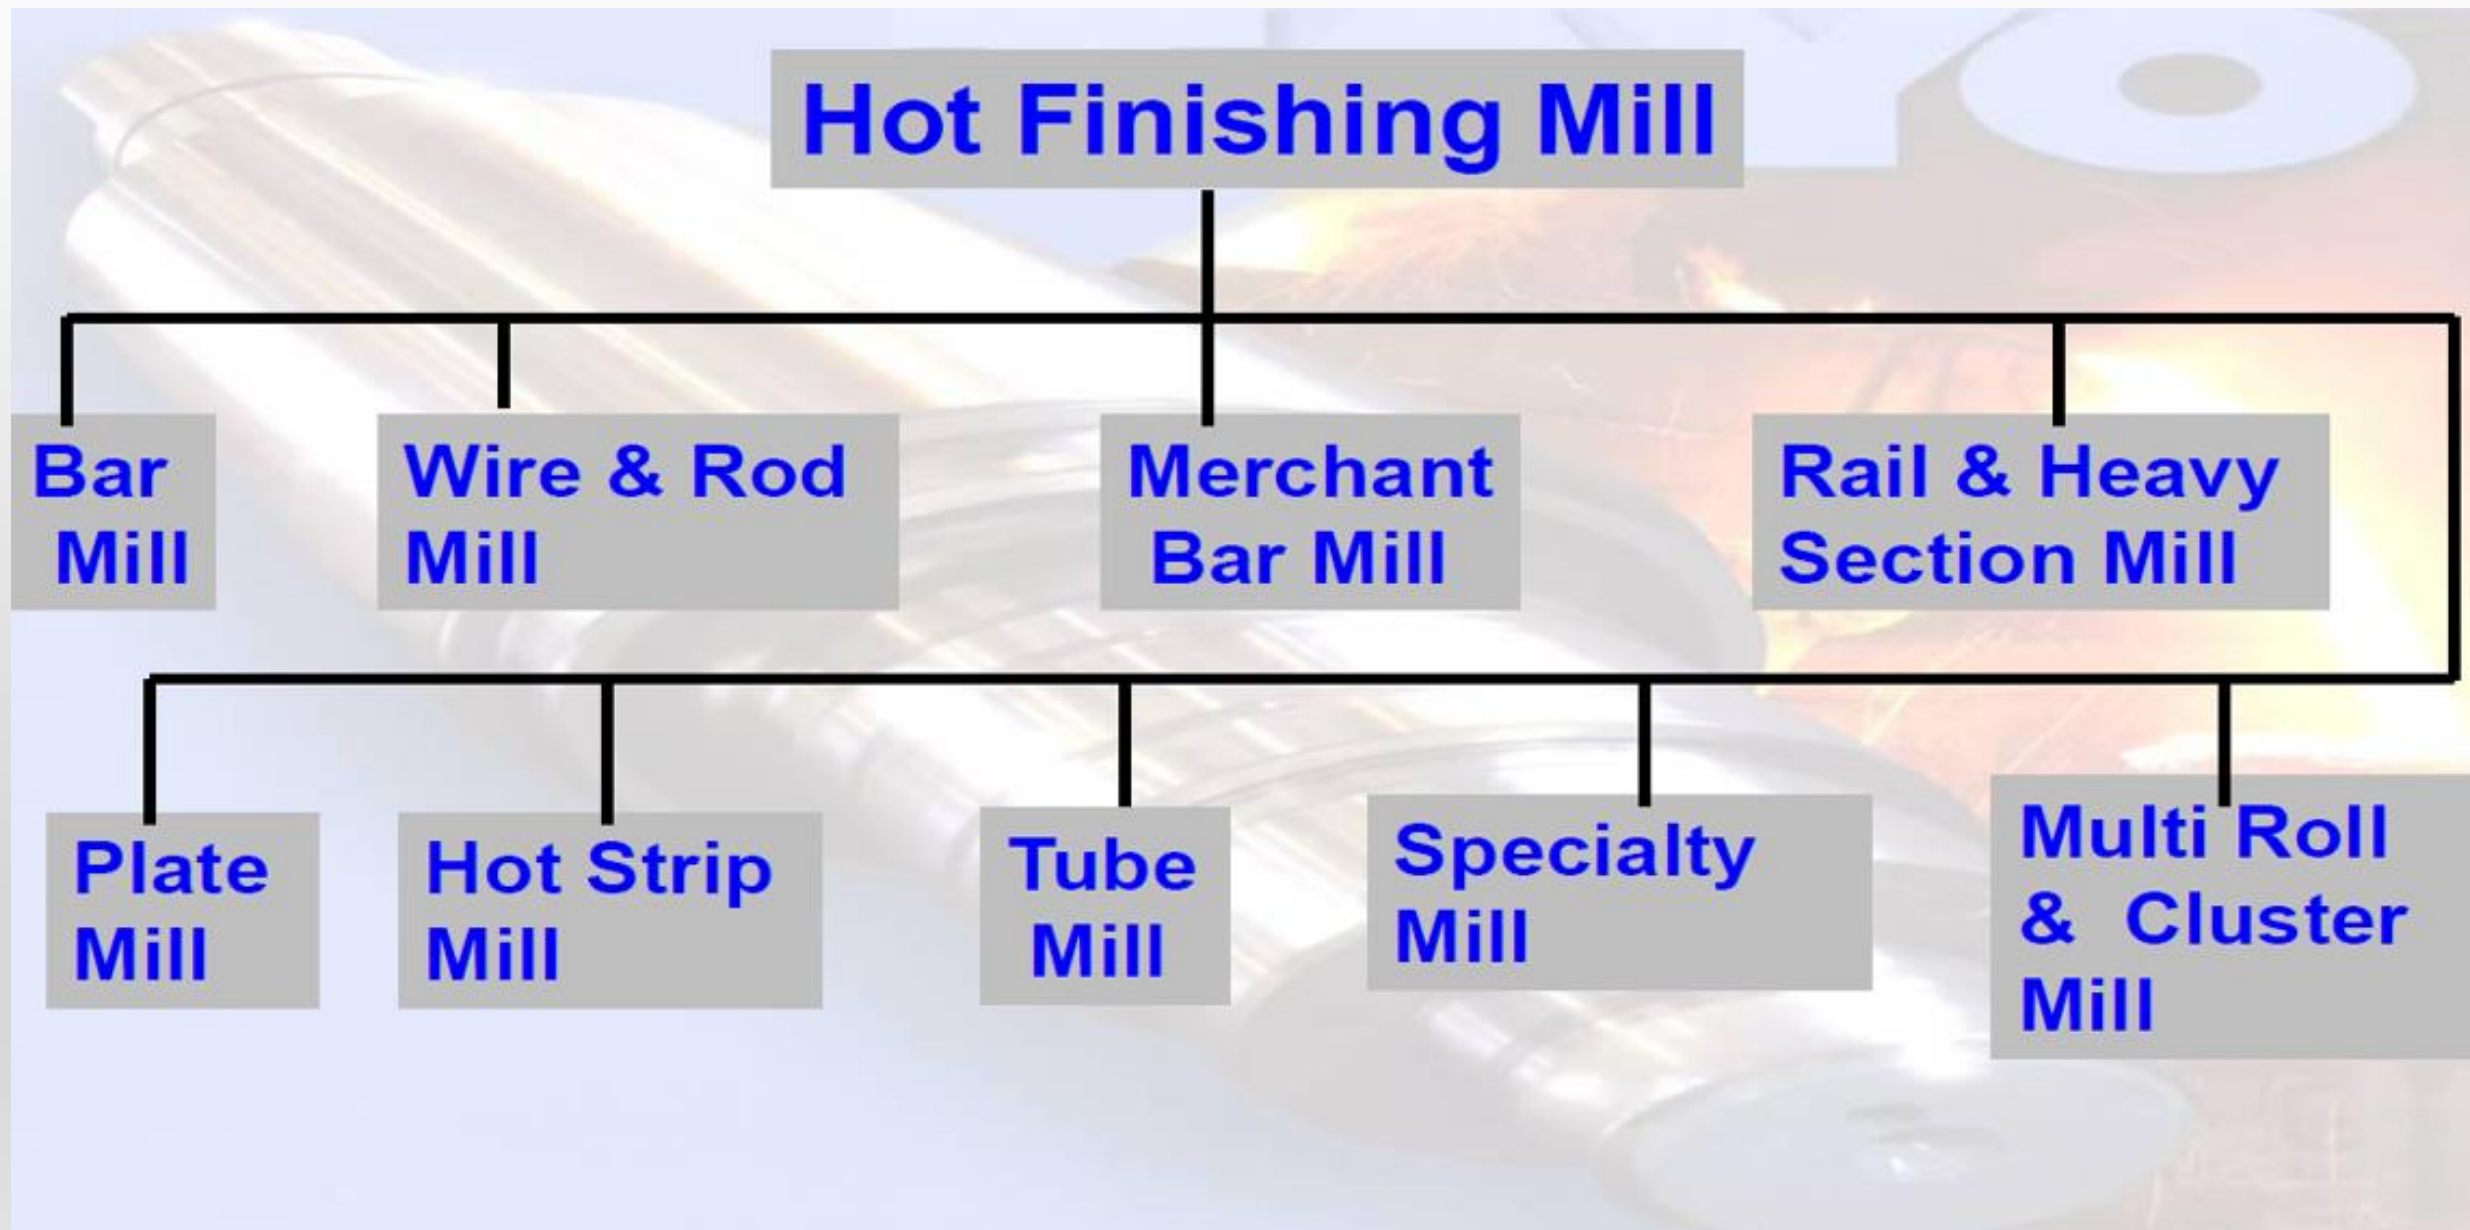 Hot Finishing Mill
Bar
Mill
Wire & Rod
Mill
Merchant
Bar Mill
Rail & Heavy
Section Mill
Plate
Mill
Hot Strip
Mill
Tube
Mill
Specialty
Mill
Multi Roll
& Cluster
Mill